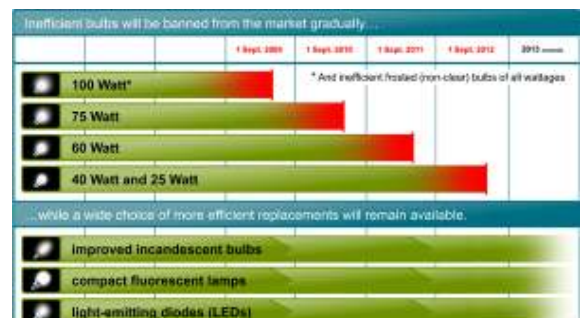 Inefficient bulbs will be banned from the market gradually...
1 Sept. 2009 1 Sept. 2010 1 Sept. 2011 1 Sept. 2012 2013
100 Watt* * And inefficient frosted (non-clear) bulbs of all wattages
75 Watt
60 Watt
40 Watt and 25 Watt
...while a wide choice of more efficient replacements will remain available.
improved incandescent bulbs
compact fluorescent lamps
light-emitting diodes (LEDs)